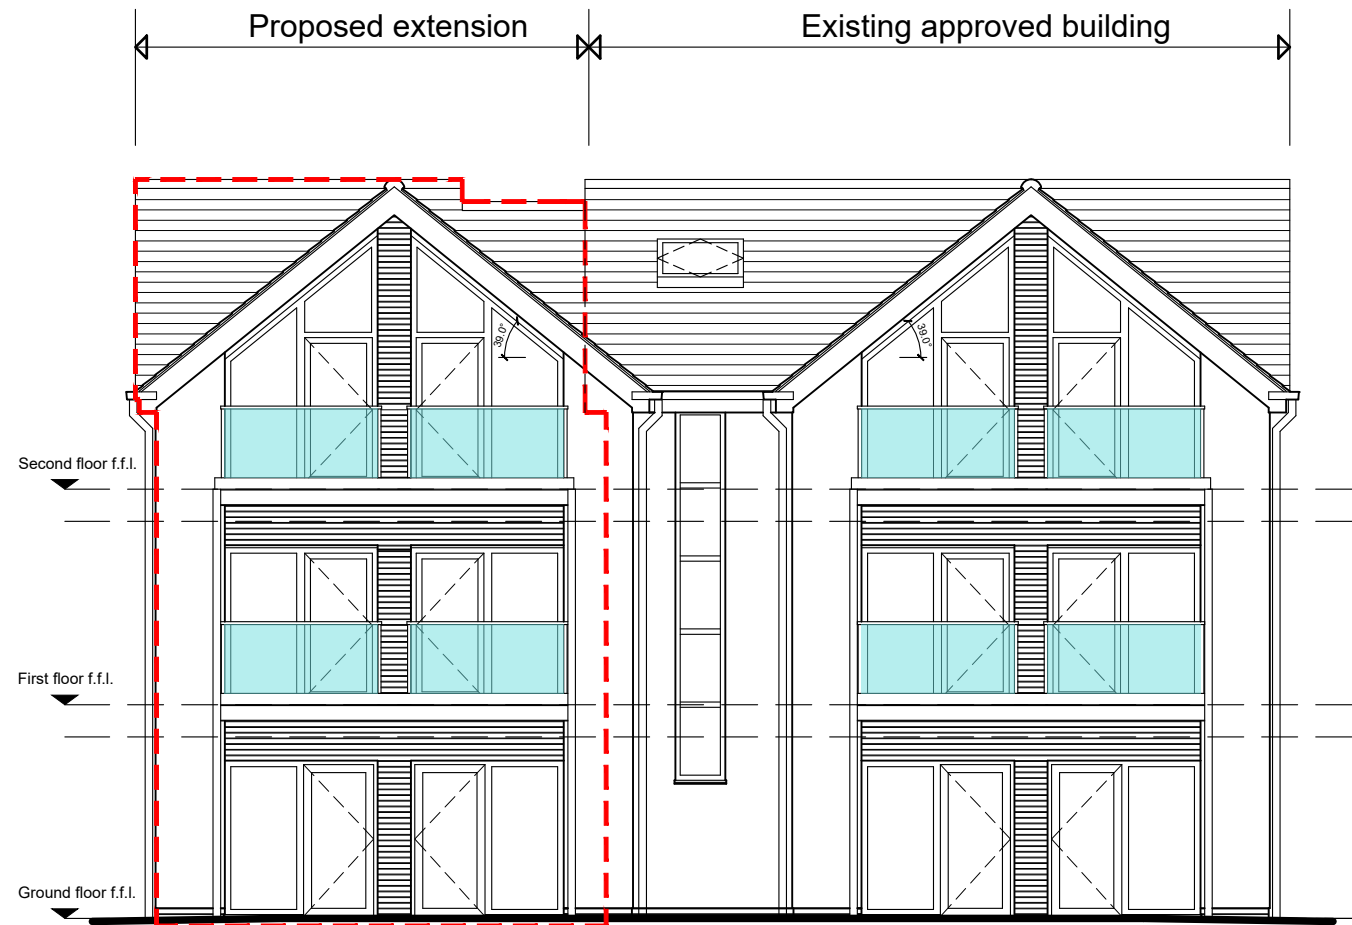 Proposed extension
Existing approved building
39.0°
39.0°
Second floor f.f.l.
First floor f.f.l.
Ground floor f.f.l.